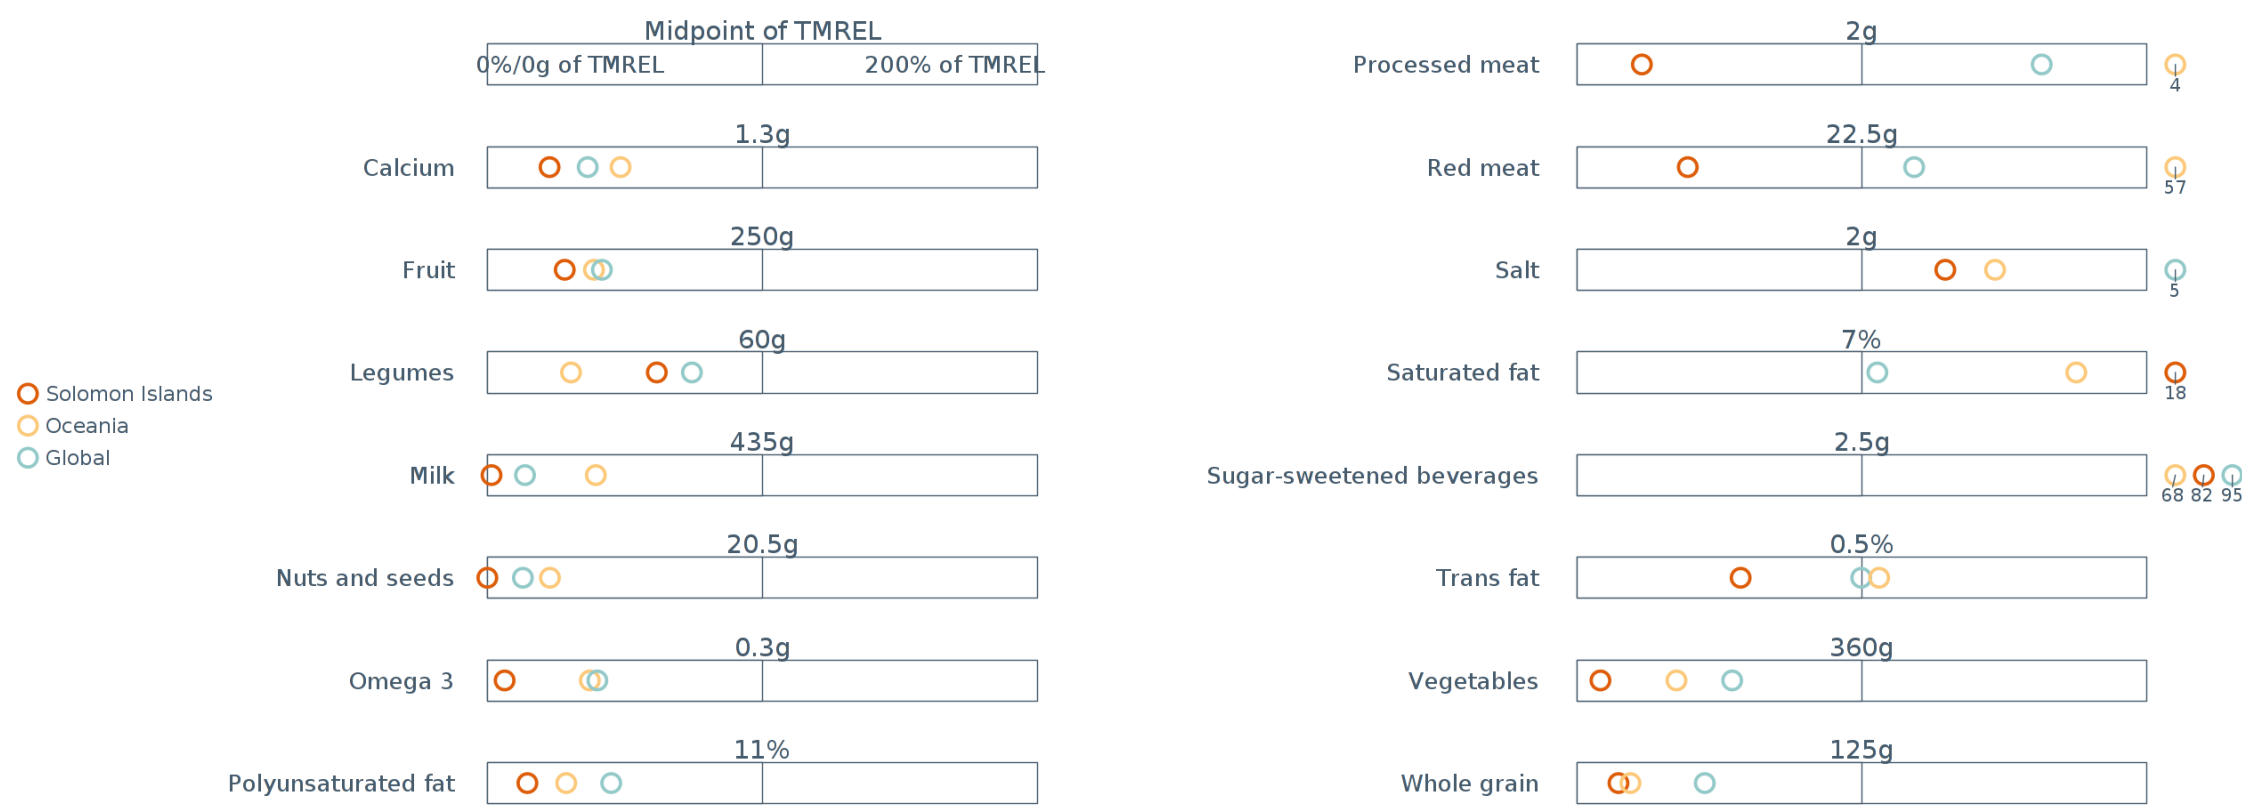 Midpoint of TMREL
0%/0g of TMREL
200% of TMREL
Calcium
1.3g
Fruit
250g
Legumes
60g
Milk
435g
Nuts and seeds
20.5g
Omega 3
0.3g
Polyunsaturated fat
11%
Solomon Islands
Oceania
Global
Processed meat
2g
4
Red meat
22.5g
57
Salt
2g
5
Saturated fat
7%
18
Sugar-sweetened beverages
2.5g
68 82 95
Trans fat
0.5%
Vegetables
360g
Whole grain
125g